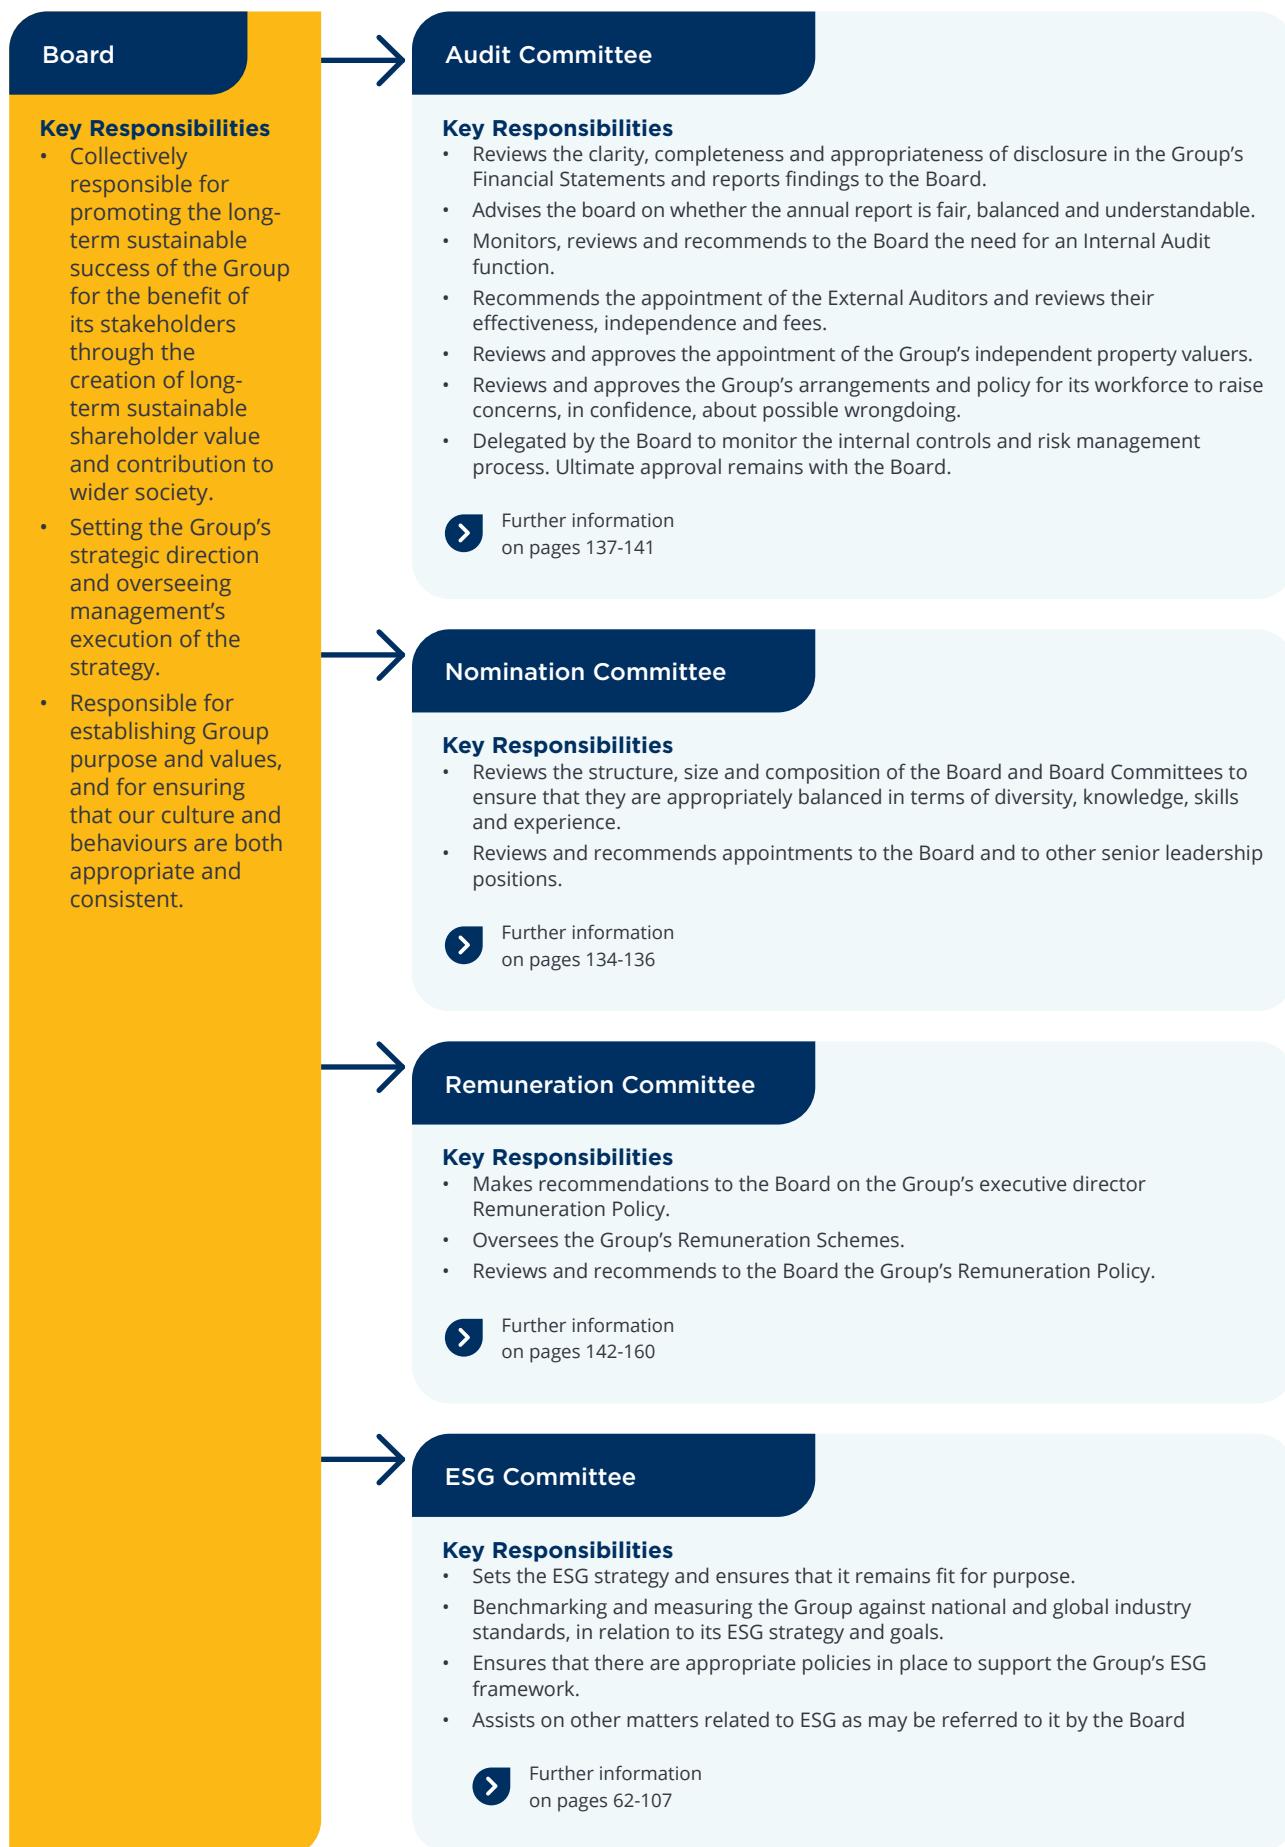 Board
Key Responsibilities
• Collectively
responsible for
promoting the long-
term sustainable
success of the Group
for the benefit of
its stakeholders
through the
creation of long-
term sustainable
shareholder value
and contribution to
wider society.
• Setting the Group’s
strategic direction
and overseeing
management’s
execution of the
strategy.
• Responsible for
establishing Group
purpose and values,
and for ensuring
that our culture and
behaviours are both
appropriate and
consistent.
Audit Committee
Key Responsibilities
• Reviews the clarity, completeness and appropriateness of disclosure in the Group’s
Financial Statements and reports findings to the Board.
• Advises the board on whether the annual report is fair, balanced and understandable.
• Monitors, reviews and recommends to the Board the need for an Internal Audit
function.
• Recommends the appointment of the External Auditors and reviews their
effectiveness, independence and fees.
• Reviews and approves the appointment of the Group’s independent property valuers.
• Reviews and approves the Group’s arrangements and policy for its workforce to raise
concerns, in confidence, about possible wrongdoing.
• Delegated by the Board to monitor the internal controls and risk management
process. Ultimate approval remains with the Board.
Further information
on pages 137-141
Nomination Committee
Key Responsibilities
• Reviews the structure, size and composition of the Board and Board Committees to
ensure that they are appropriately balanced in terms of diversity, knowledge, skills
and experience.
• Reviews and recommends appointments to the Board and to other senior leadership
positions.
Further information
on pages 134-136
Remuneration Committee
Key Responsibilities
• Makes recommendations to the Board on the Group’s executive director
Remuneration Policy.
• Oversees the Group’s Remuneration Schemes.
• Reviews and recommends to the Board the Group’s Remuneration Policy.
Further information
on pages 142-160
ESG Committee
Key Responsibilities
• Sets the ESG strategy and ensures that it remains fit for purpose.
• Benchmarking and measuring the Group against national and global industry
standards, in relation to its ESG strategy and goals.
• Ensures that there are appropriate policies in place to support the Group’s ESG
framework.
• Assists on other matters related to ESG as may be referred to it by the Board
Further information
on pages 62-107